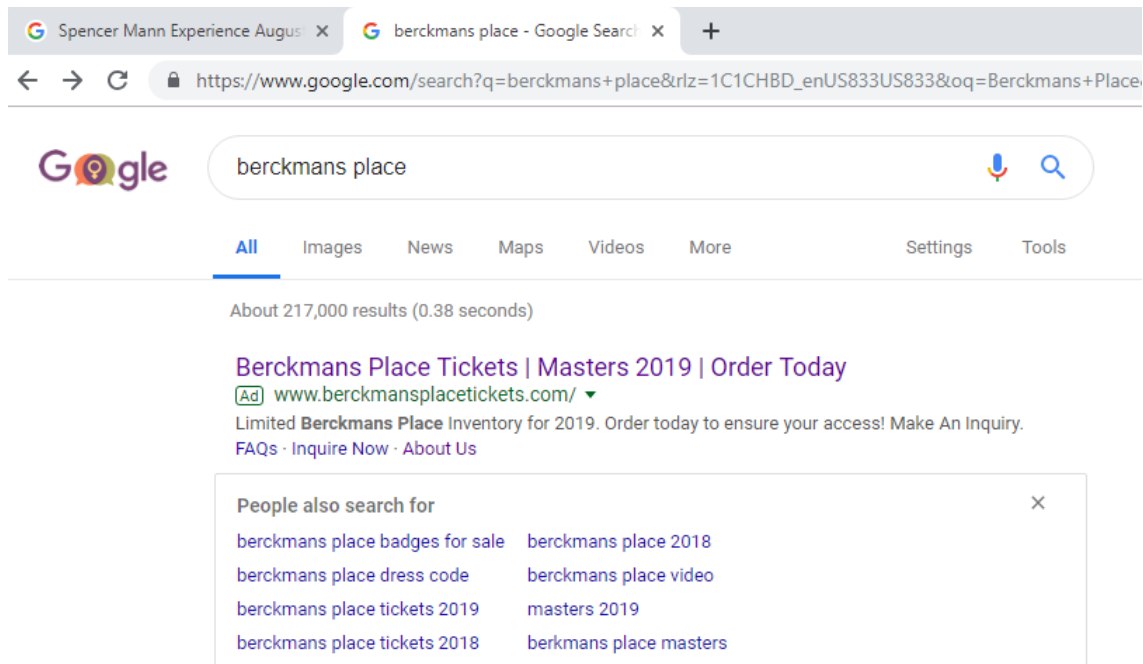 Spencer Mann Experience Augus
berckmans place - Google Search
https://www.google.com/search?q=berckmans+place&rlz=1C1CHBD_enUS833US833&oq=Berckmans+Place
Google
berckmans place
All Images News Maps Videos More Settings Tools
About 217,000 results (0.38 seconds)
Berckmans Place Tickets | Masters 2019 | Order Today
Ad www.berckmansplacetickets.com/
Limited Berckmans Place Inventory for 2019. Order today to ensure your access! Make An Inquiry.
FAQs · Inquire Now · About Us
People also search for
berckmans place badges for sale berckmans place 2018
berckmans place dress code berckmans place video
berckmans place tickets 2019 masters 2019
berckmans place tickets 2018 berkmans place masters